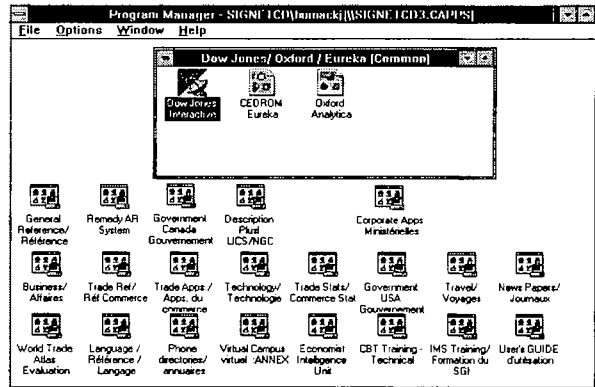 Program Manager - SIGNETCD\
File Options Window Help
Dow Jones/ Oxford / Eureka [Common]
Dow Jones
Interactive
CEDROM
Eureka
Oxford
Analytica
General
Reference/
Référence
Remedy AR
System
Government
Canada
Gouvernement
Description
Plus!
UCS/NGC
Corporate Apps
Ministérielles
Business/
Affaires
Trade Ref/
Réf Commerce
Trade Apps./
Apps. du
commerce
Technology/
Technologie
Trade Stats/
Commerce Stat
Government
USA
Gouvernement
Travel/
Voyages
News Papers/
Journaux
World Trade
Atlas
Evaluation
Language /
Référence /
Langage
Phone
directories/
annuaires
Virtual Campus
virtuel :ANNEX
Economist
Intelligence
Unit
CBT Training -
Technical
IMS Training/
Formation du
SGI
User's GUIDE
d'utilisation